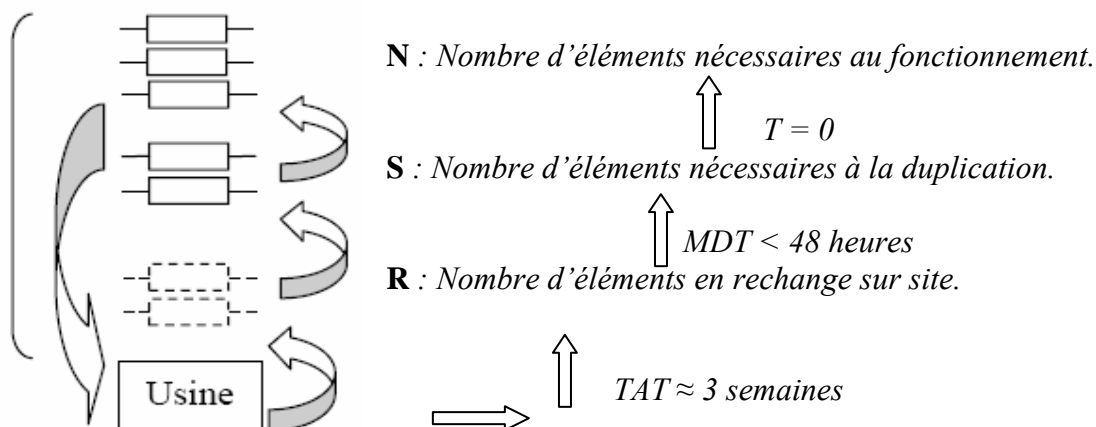 N : Nombre d'éléments nécessaires au fonctionnement.
T = 0
S : Nombre d'éléments nécessaires à la duplication.
MDT < 48 heures
R : Nombre d'éléments en rechange sur site.
TAT ≈ 3 semaines
Usine